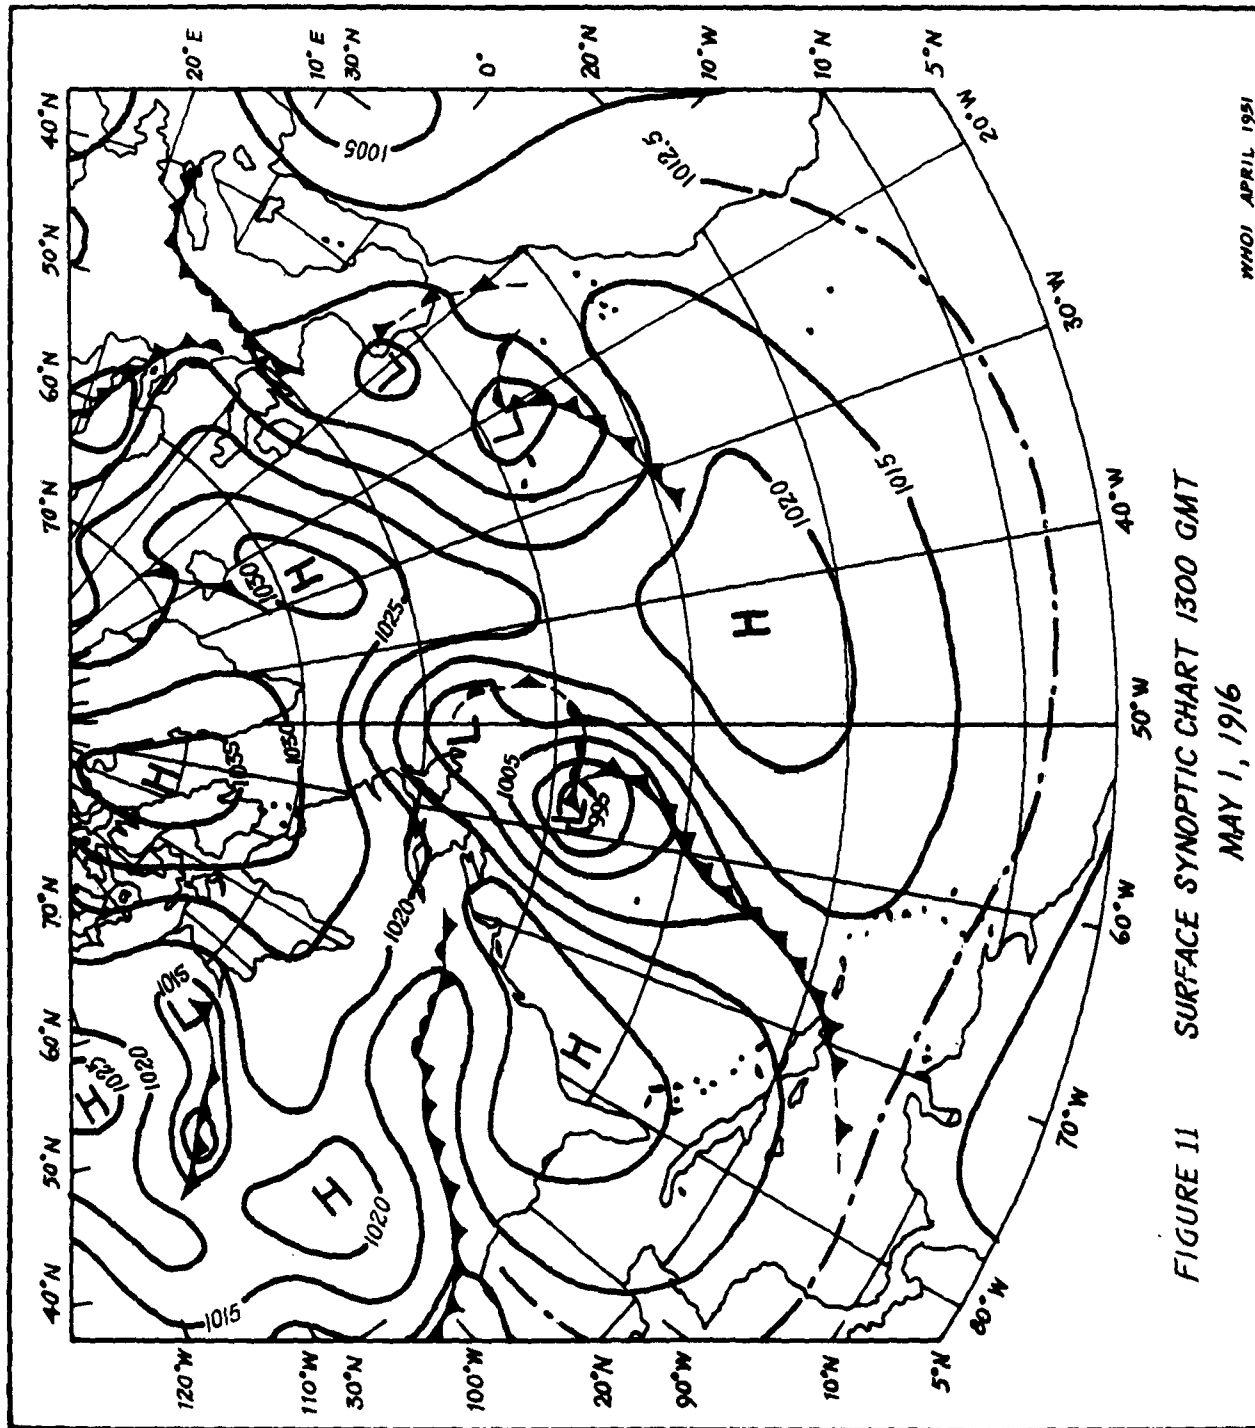 40°N 50°N 60°N 70°N 70°N 60°N 50°N 40°N
120°W 20°E
110°W 10°E
30°N 30°N
100°W 0°
20°N 20°N
90°W 10°W
10°N 10°N
5°N 5°N
H
1025
1020
L
1015
1015
H
1020
H
1035
1030
H
1030
1025
1020
L
1005
L
995
H
L
L
1005
1012.5
H
1020
1015
80°W 70°W 60°W 50°W 40°W 30°W 20°W
FIGURE 11 SURFACE SYNOPTIC CHART 1300 GMT
MAY 1, 1916
WHOI APRIL 1951